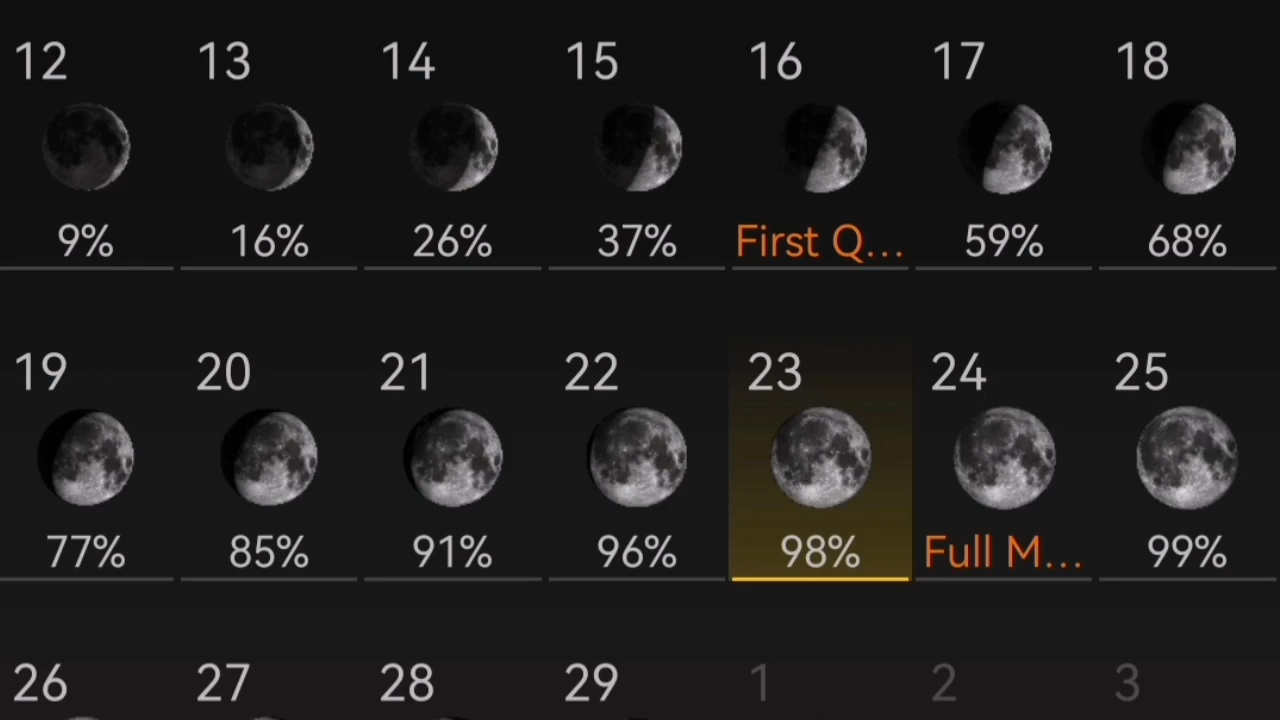 12 13 14 15 16 17 18
9% 16% 26% 37% First Q... 59% 68%
19 20 21 22 23 24 25
77% 85% 91% 96% 98% Full M... 99%
26 27 28 29 1 2 3